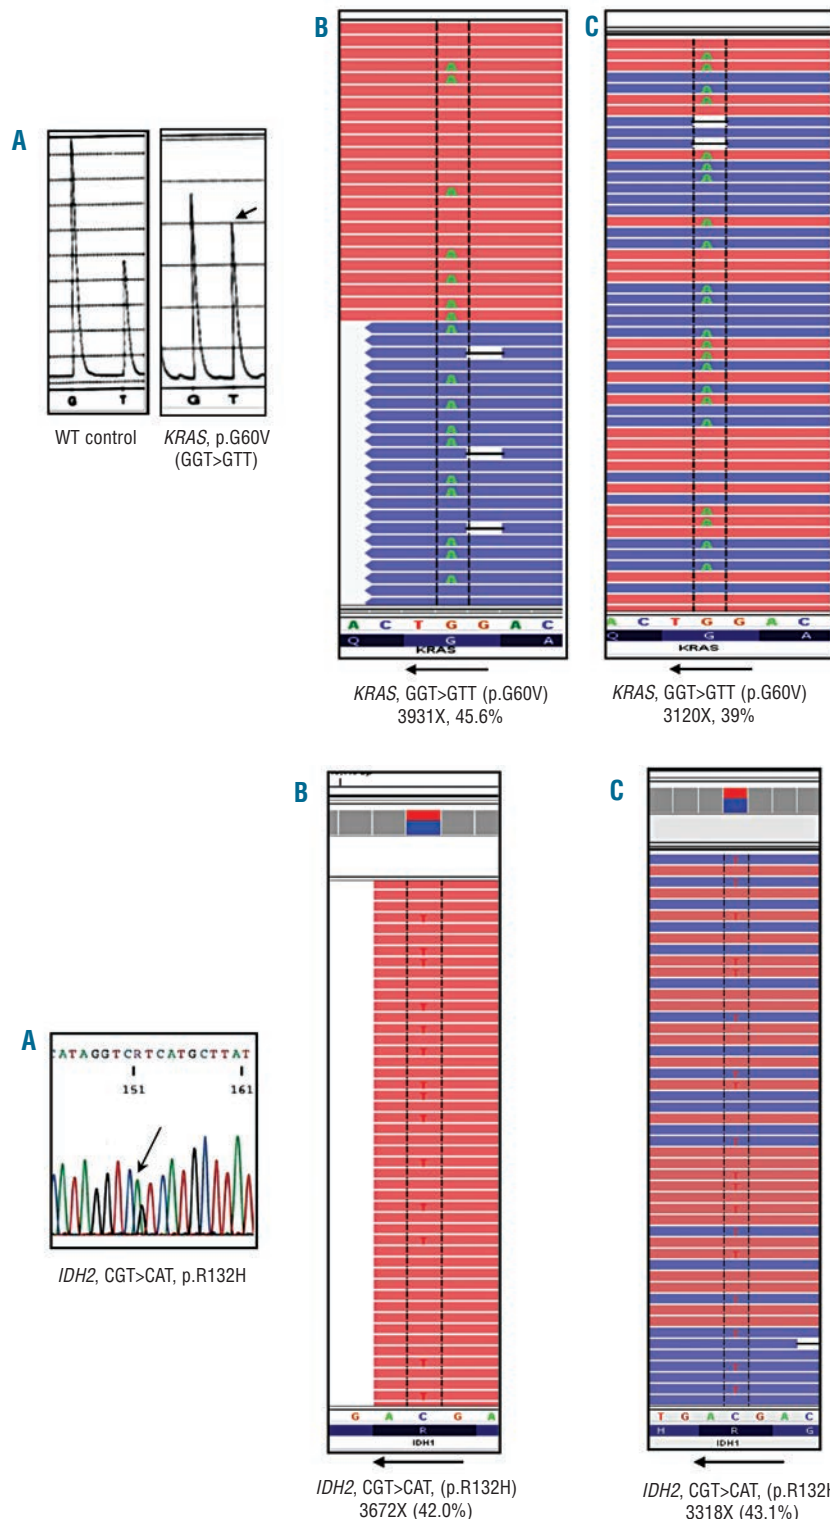 B
C
A
G T
G T
WT control
KRAS, p.G60V
(GGT>GTT)
A C T G G A C
Q G A
KRAS
KRAS, GGT>GTT (p.G60V)
3931X, 45.6%
A C T G G A C
Q G A
KRAS
KRAS, GGT>GTT (p.G60V)
3120X, 39%
B
C
A
CATAGGTCRTCATGCTTAT
151 161
IDH2, CGT>CAT, p.R132H
G A C G A
R
IDH1
IDH2, CGT>CAT, (p.R132H)
3672X (42.0%)
T G A C G A C
H R G
IDH1
IDH2, CGT>CAT, (p.R132H
3318X (43.1%)